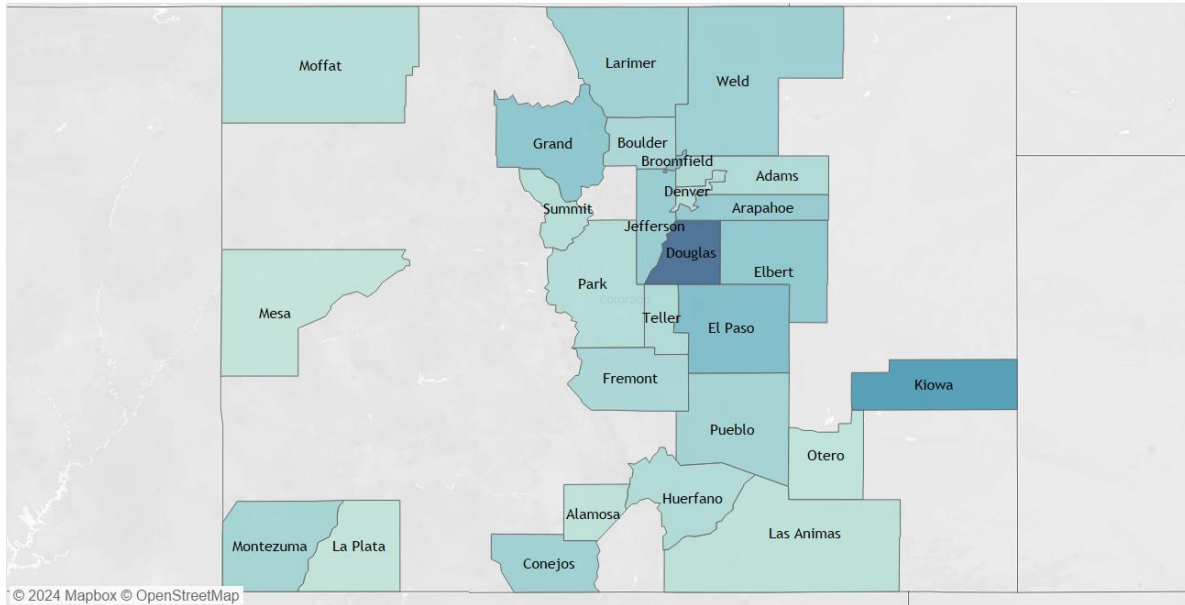 Moffat
Larimer
Weld
Grand
Boulder
Broomfield
Adams
Denver
Summit
Arapahoe
Jefferson
Douglas
Elbert
Park
Colorado
Mesa
Teller
El Paso
Fremont
Kiowa
Pueblo
Otero
Huerfano
Alamosa
Las Animas
Montezuma
La Plata
Conejos
© 2024 Mapbox © OpenStreetMap